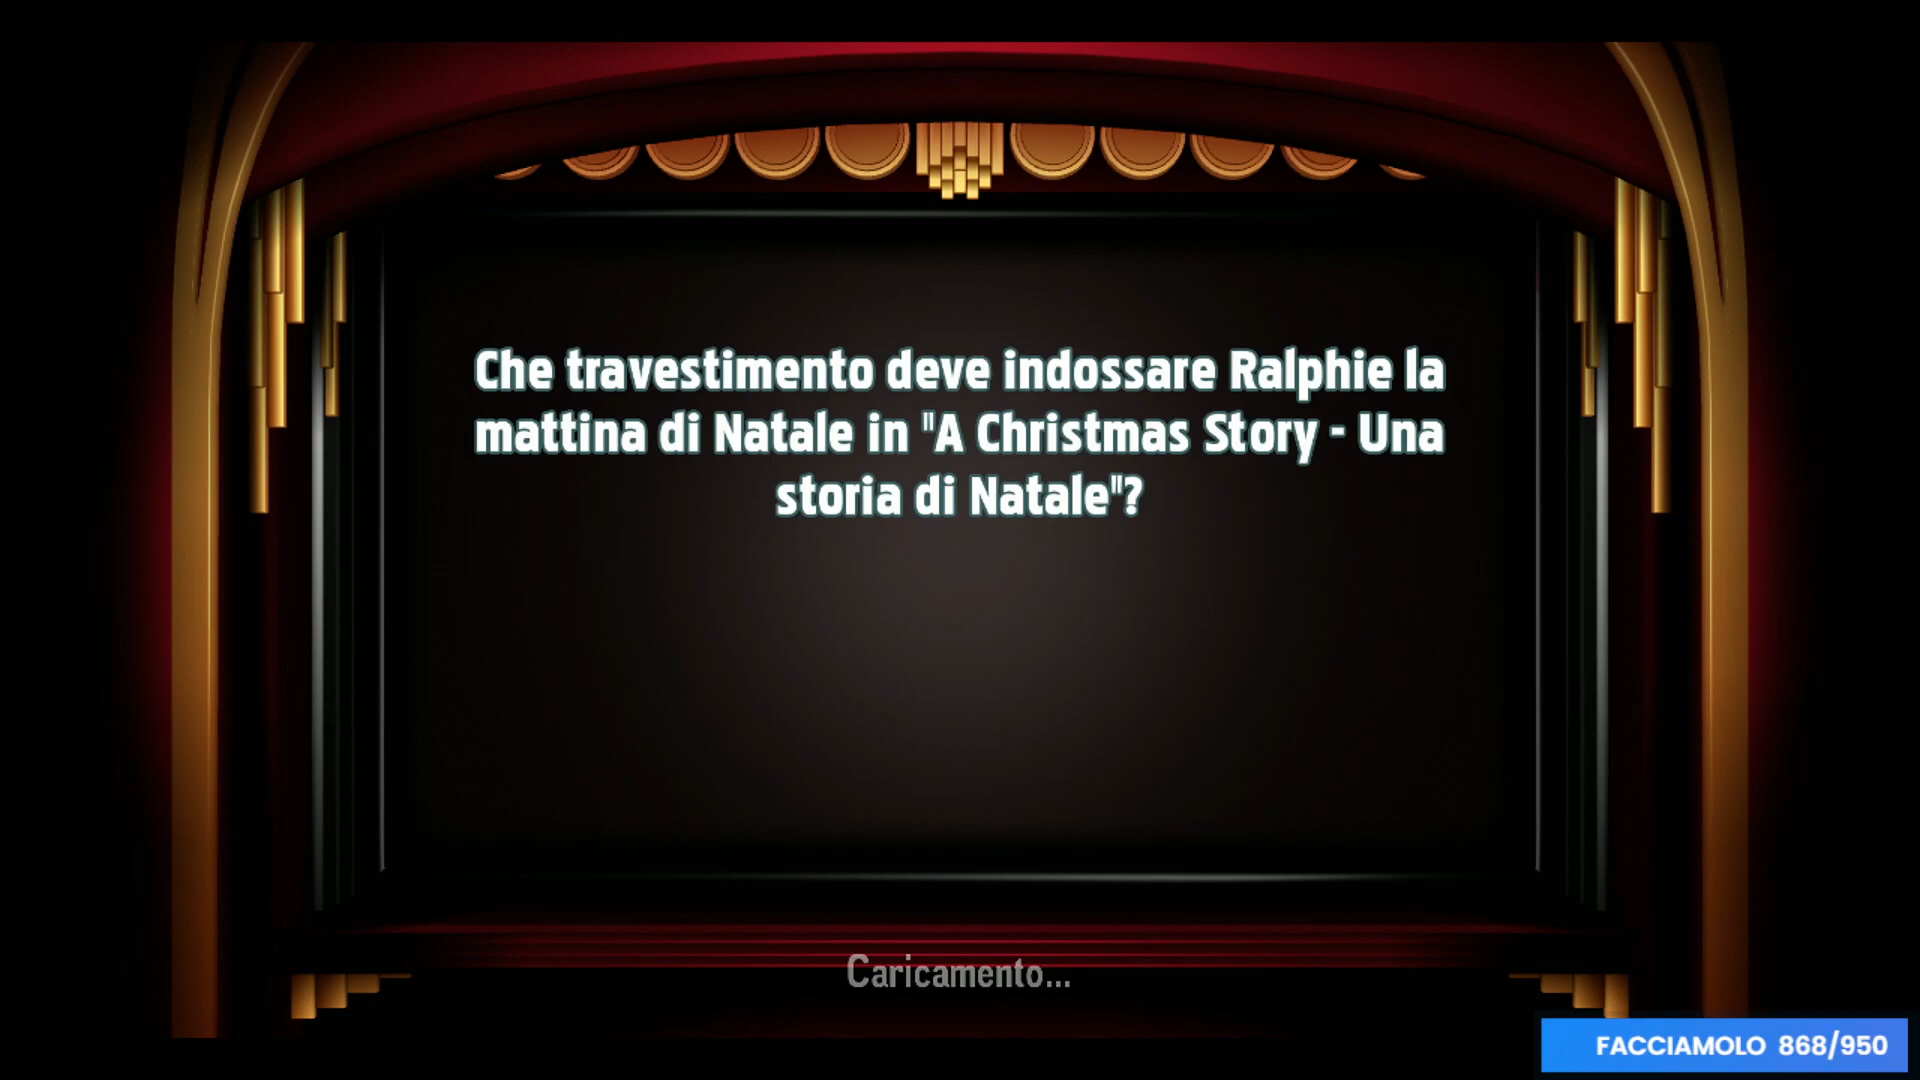 Che travestimento deve indossare Ralphie la
mattina di Natale in "A Christmas Story - Una
storia di Natale"?
Caricamento...
FACCIAMOLO 868/950